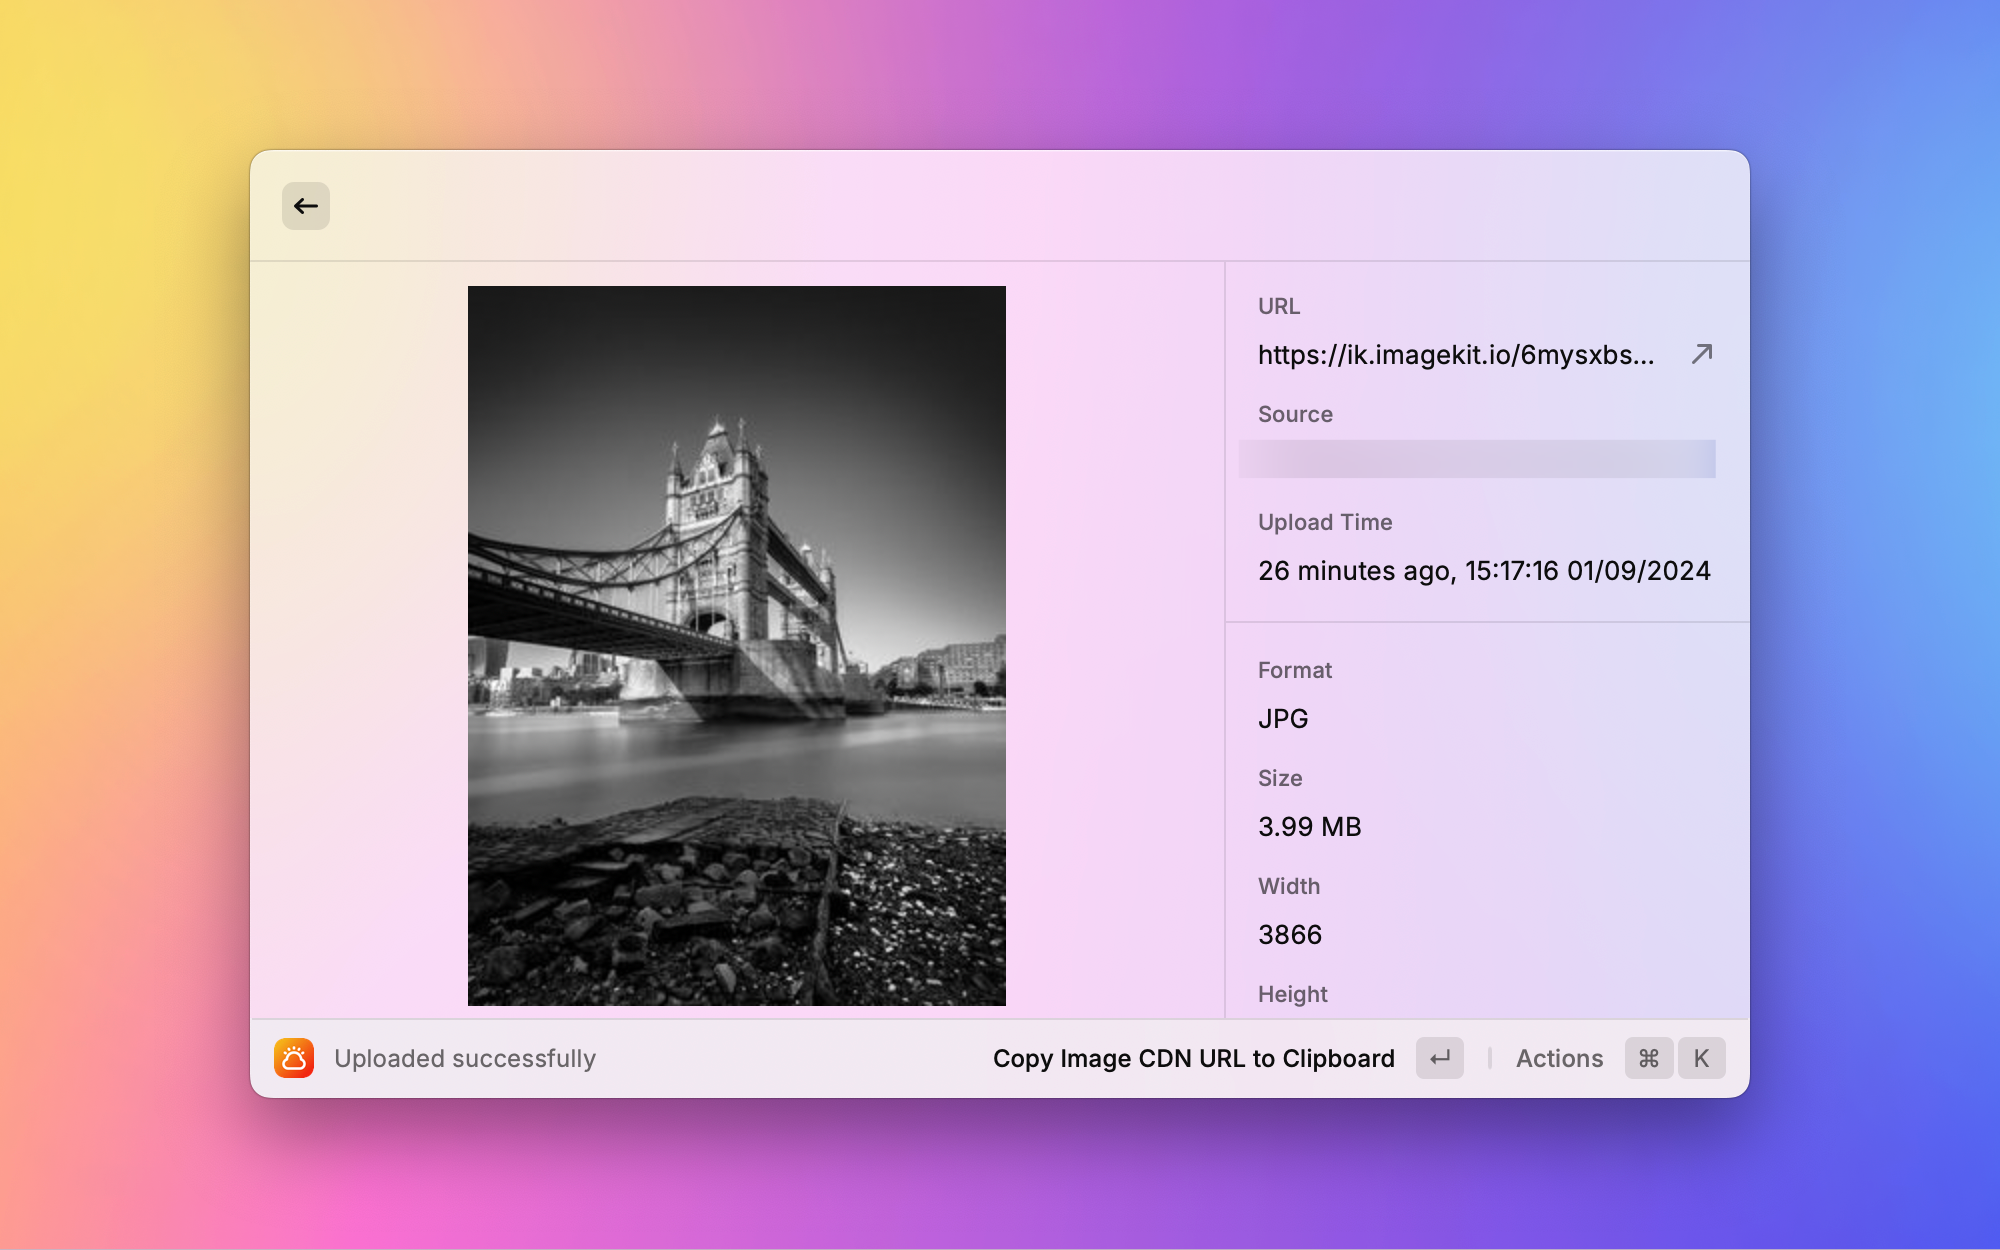 URL
https://ik.imagekit.io/6mysxbs...
Source
Upload Time
26 minutes ago, 15:17:16 01/09/2024
Format
JPG
Size
3.99 MB
Width
3866
Height
Uploaded successfully
Copy Image CDN URL to Clipboard
Actions ⌘ K